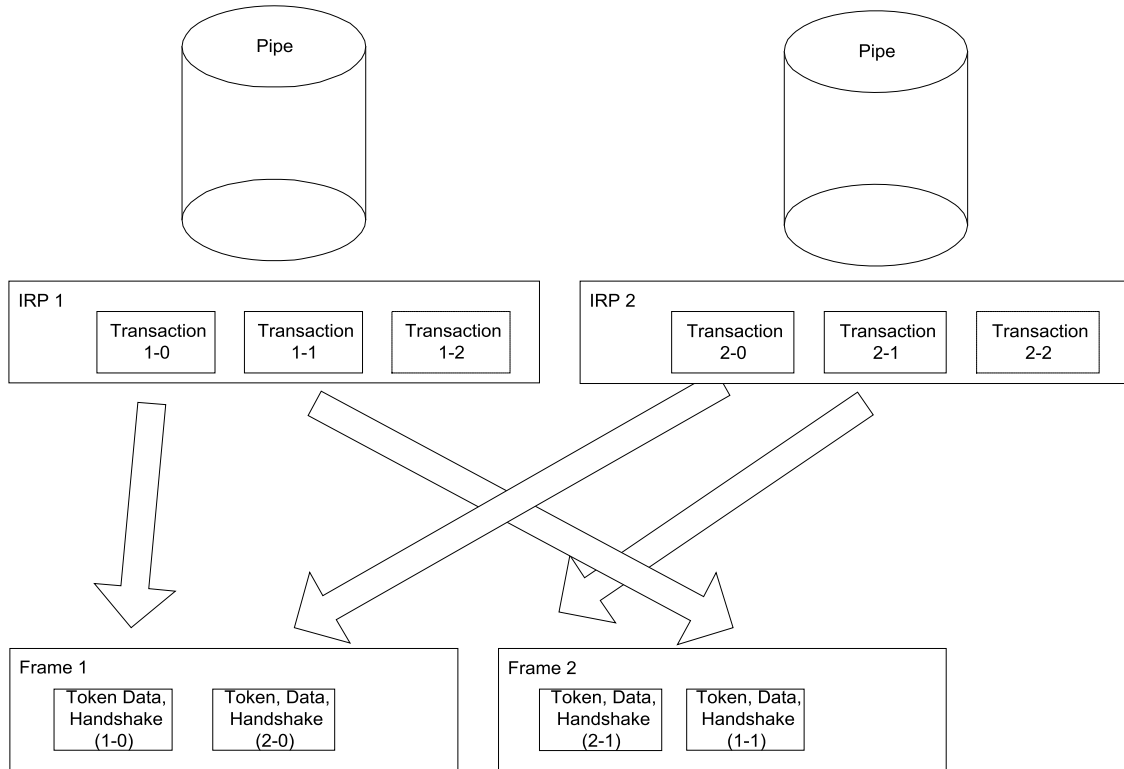 Pipe
Pipe
IRP 1
Transaction
1-0
Transaction
1-1
Transaction
1-2
IRP 2
Transaction
2-0
Transaction
2-1
Transaction
2-2
Frame 1
Token Data,
Handshake
(1-0)
Token, Data,
Handshake
(2-0)
Frame 2
Token, Data,
Handshake
(2-1)
Token, Data,
Handshake
(1-1)